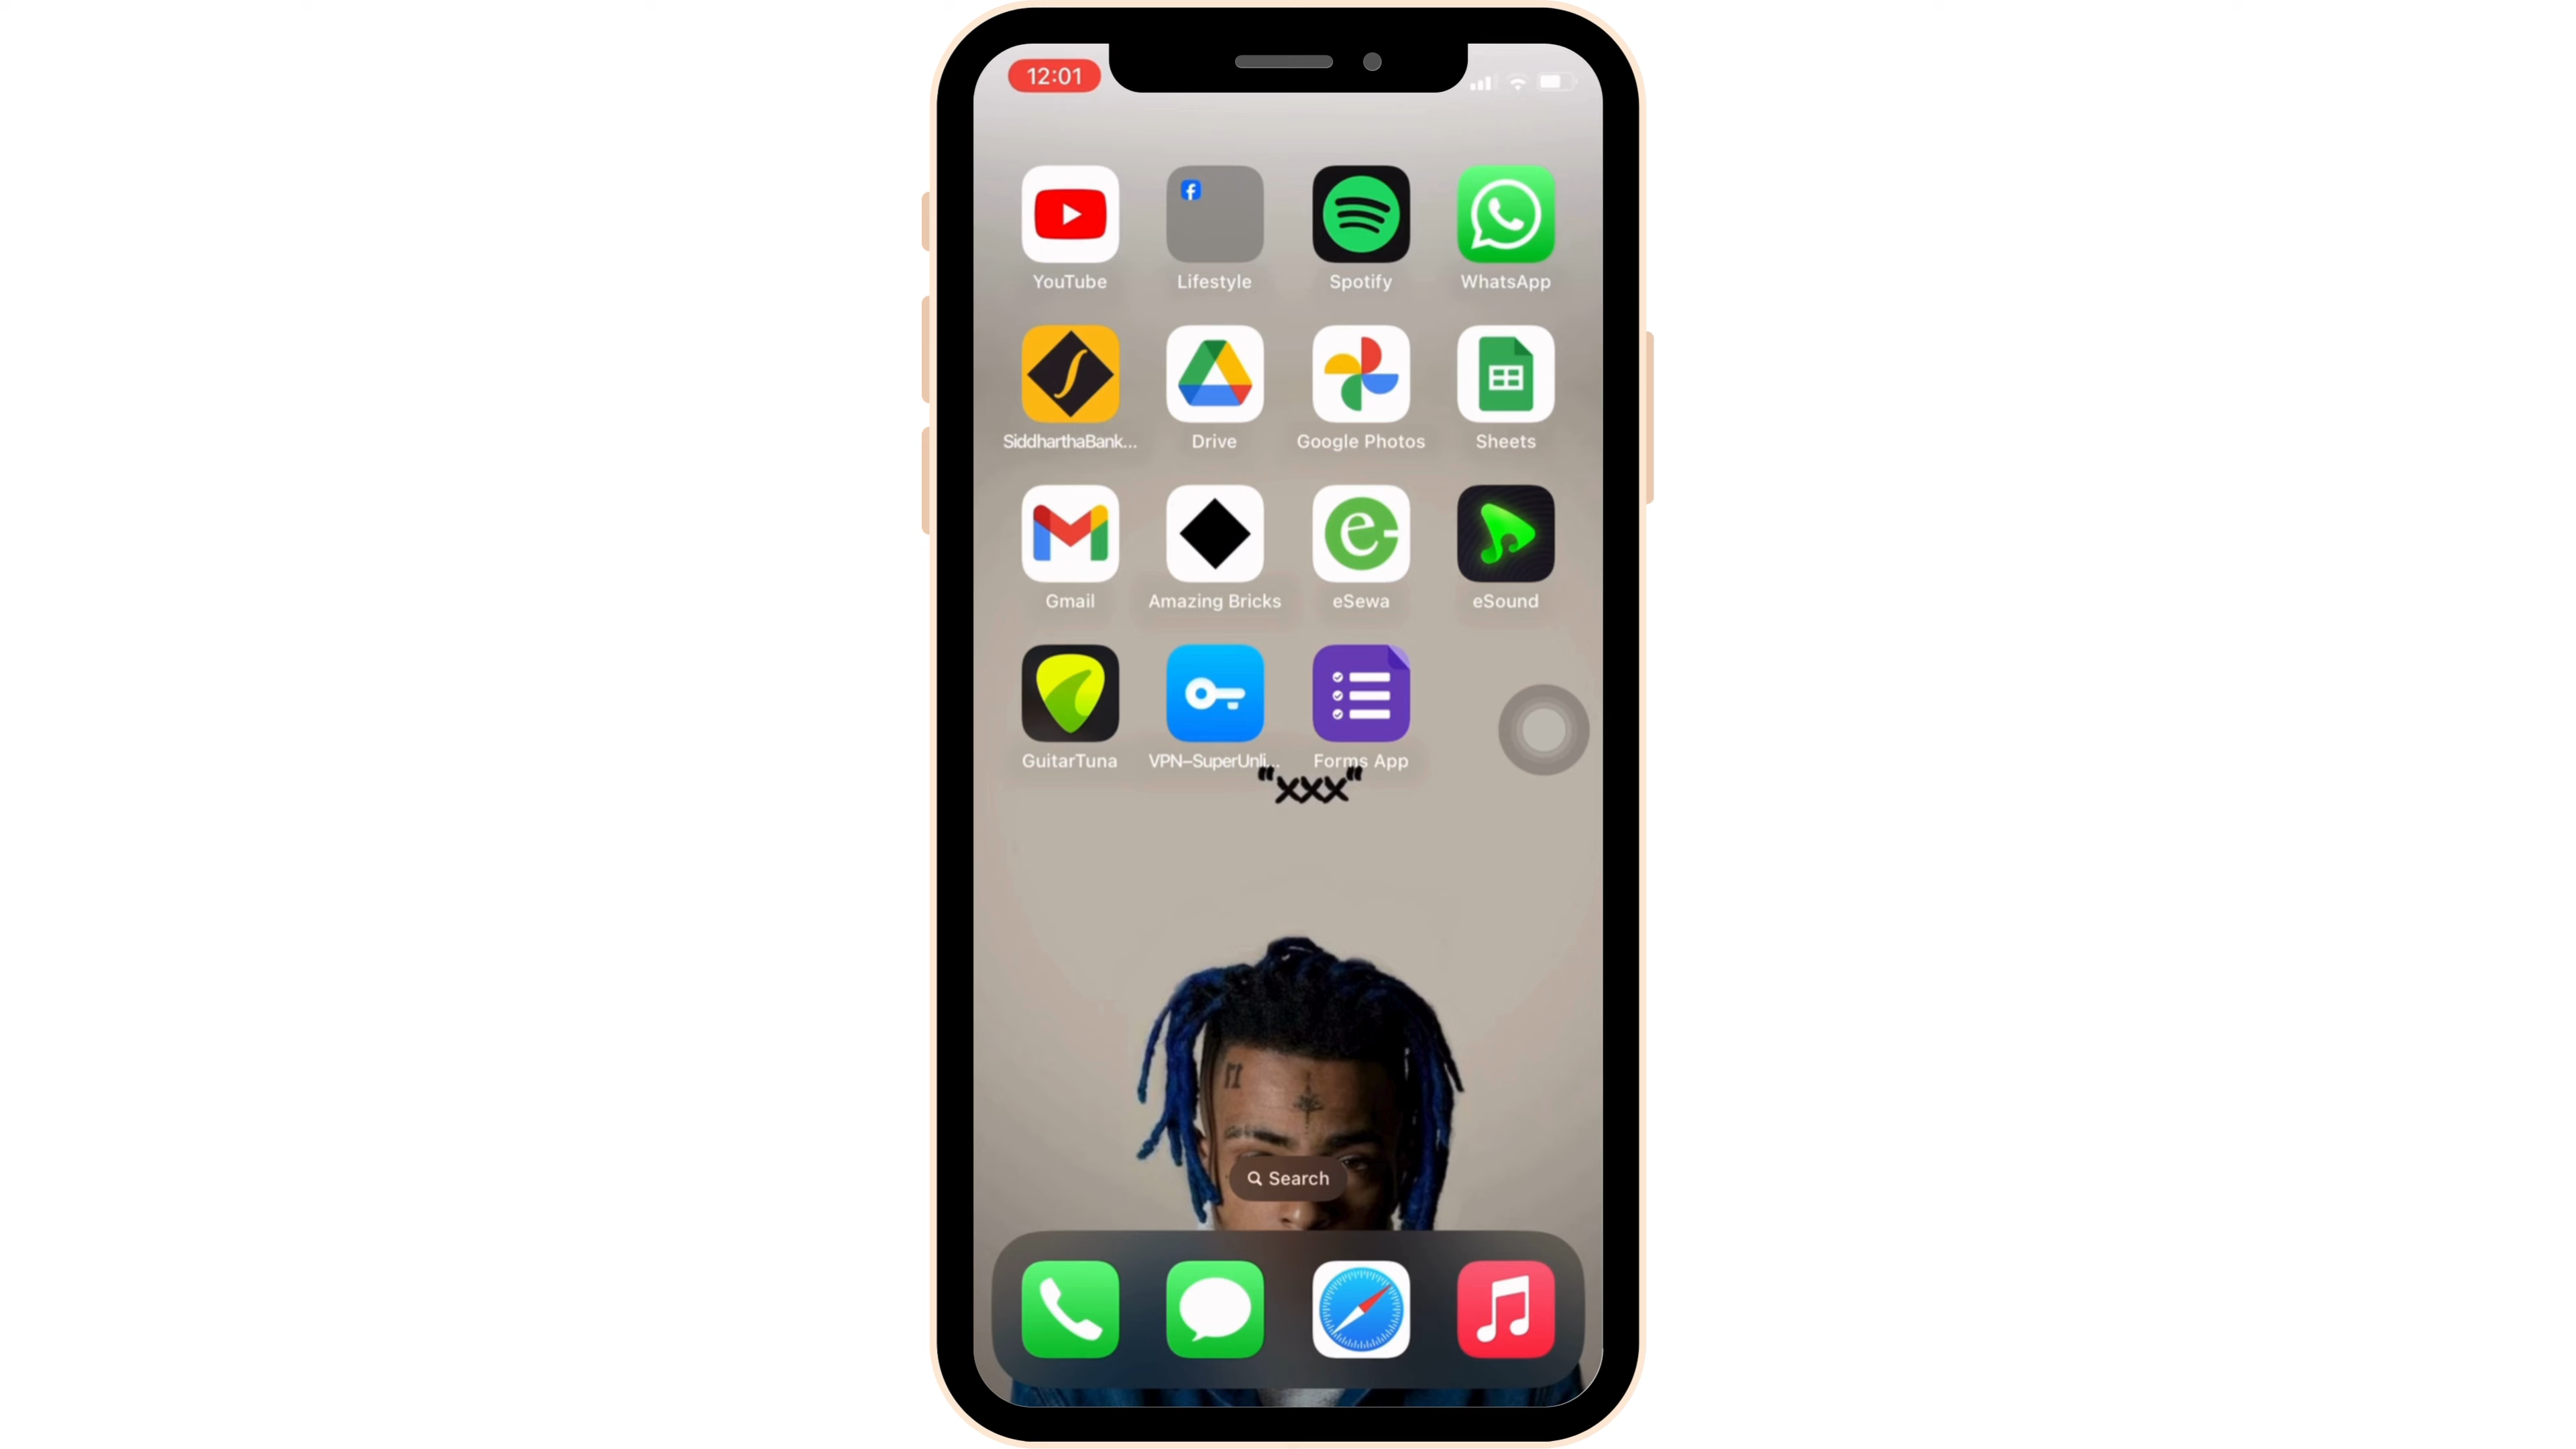 12:01
YouTube Lifestyle Spotify WhatsApp
SiddharthaBank... Drive Google Photos Sheets
Gmail Amazing Bricks eSewa eSound
GuitarTuna VPN–SuperUnli... Forms App
"xxx"
Search